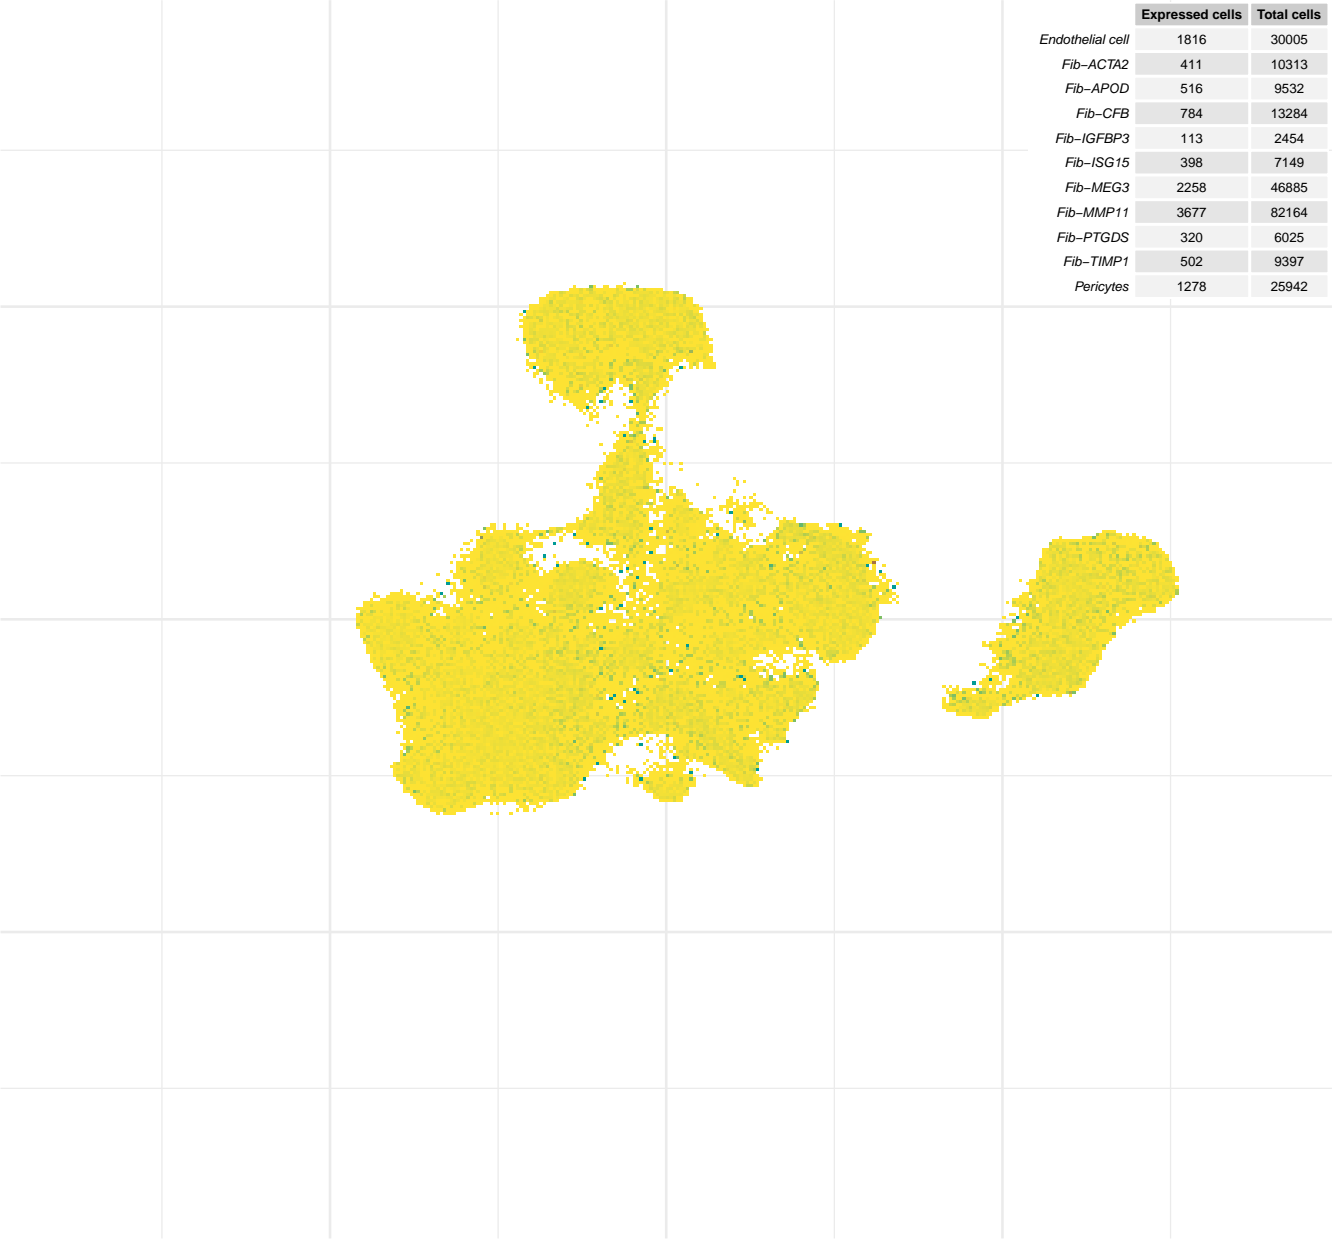 Expressed cells Total cells
Endothelial cell 1816 30005
Fib−ACTA2 411 10313
Fib−APOD 516 9532
Fib−CFB 784 13284
Fib−IGFBP3 113 2454
Fib−ISG15 398 7149
Fib−MEG3 2258 46885
Fib−MMP11 3677 82164
Fib−PTGDS 320 6025
Fib−TIMP1 502 9397
Pericytes 1278 25942